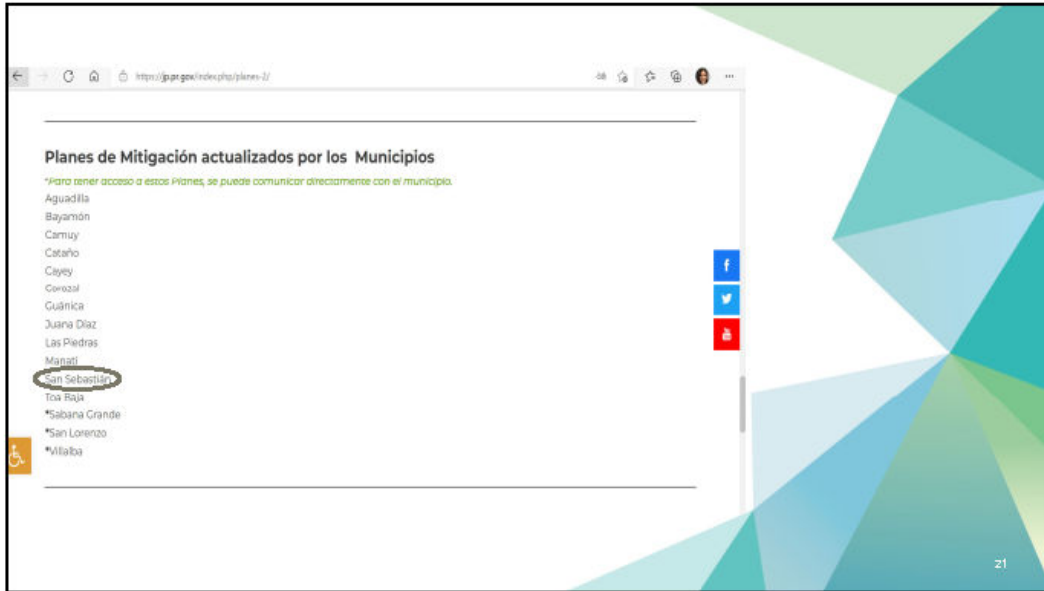 https://jp.pr.gov/index.php/planes-2/
Planes de Mitigación actualizados por los Municipios
*Para tener acceso a estos Planes, se puede comunicar directamente con el municipio.
Aguadilla
Bayamón
Camuy
Cataño
Cayey
Corozal
Guánica
Juana Díaz
Las Piedras
Manatí
San Sebastián
Toa Baja
*Sabana Grande
*San Lorenzo
*Villalba
21